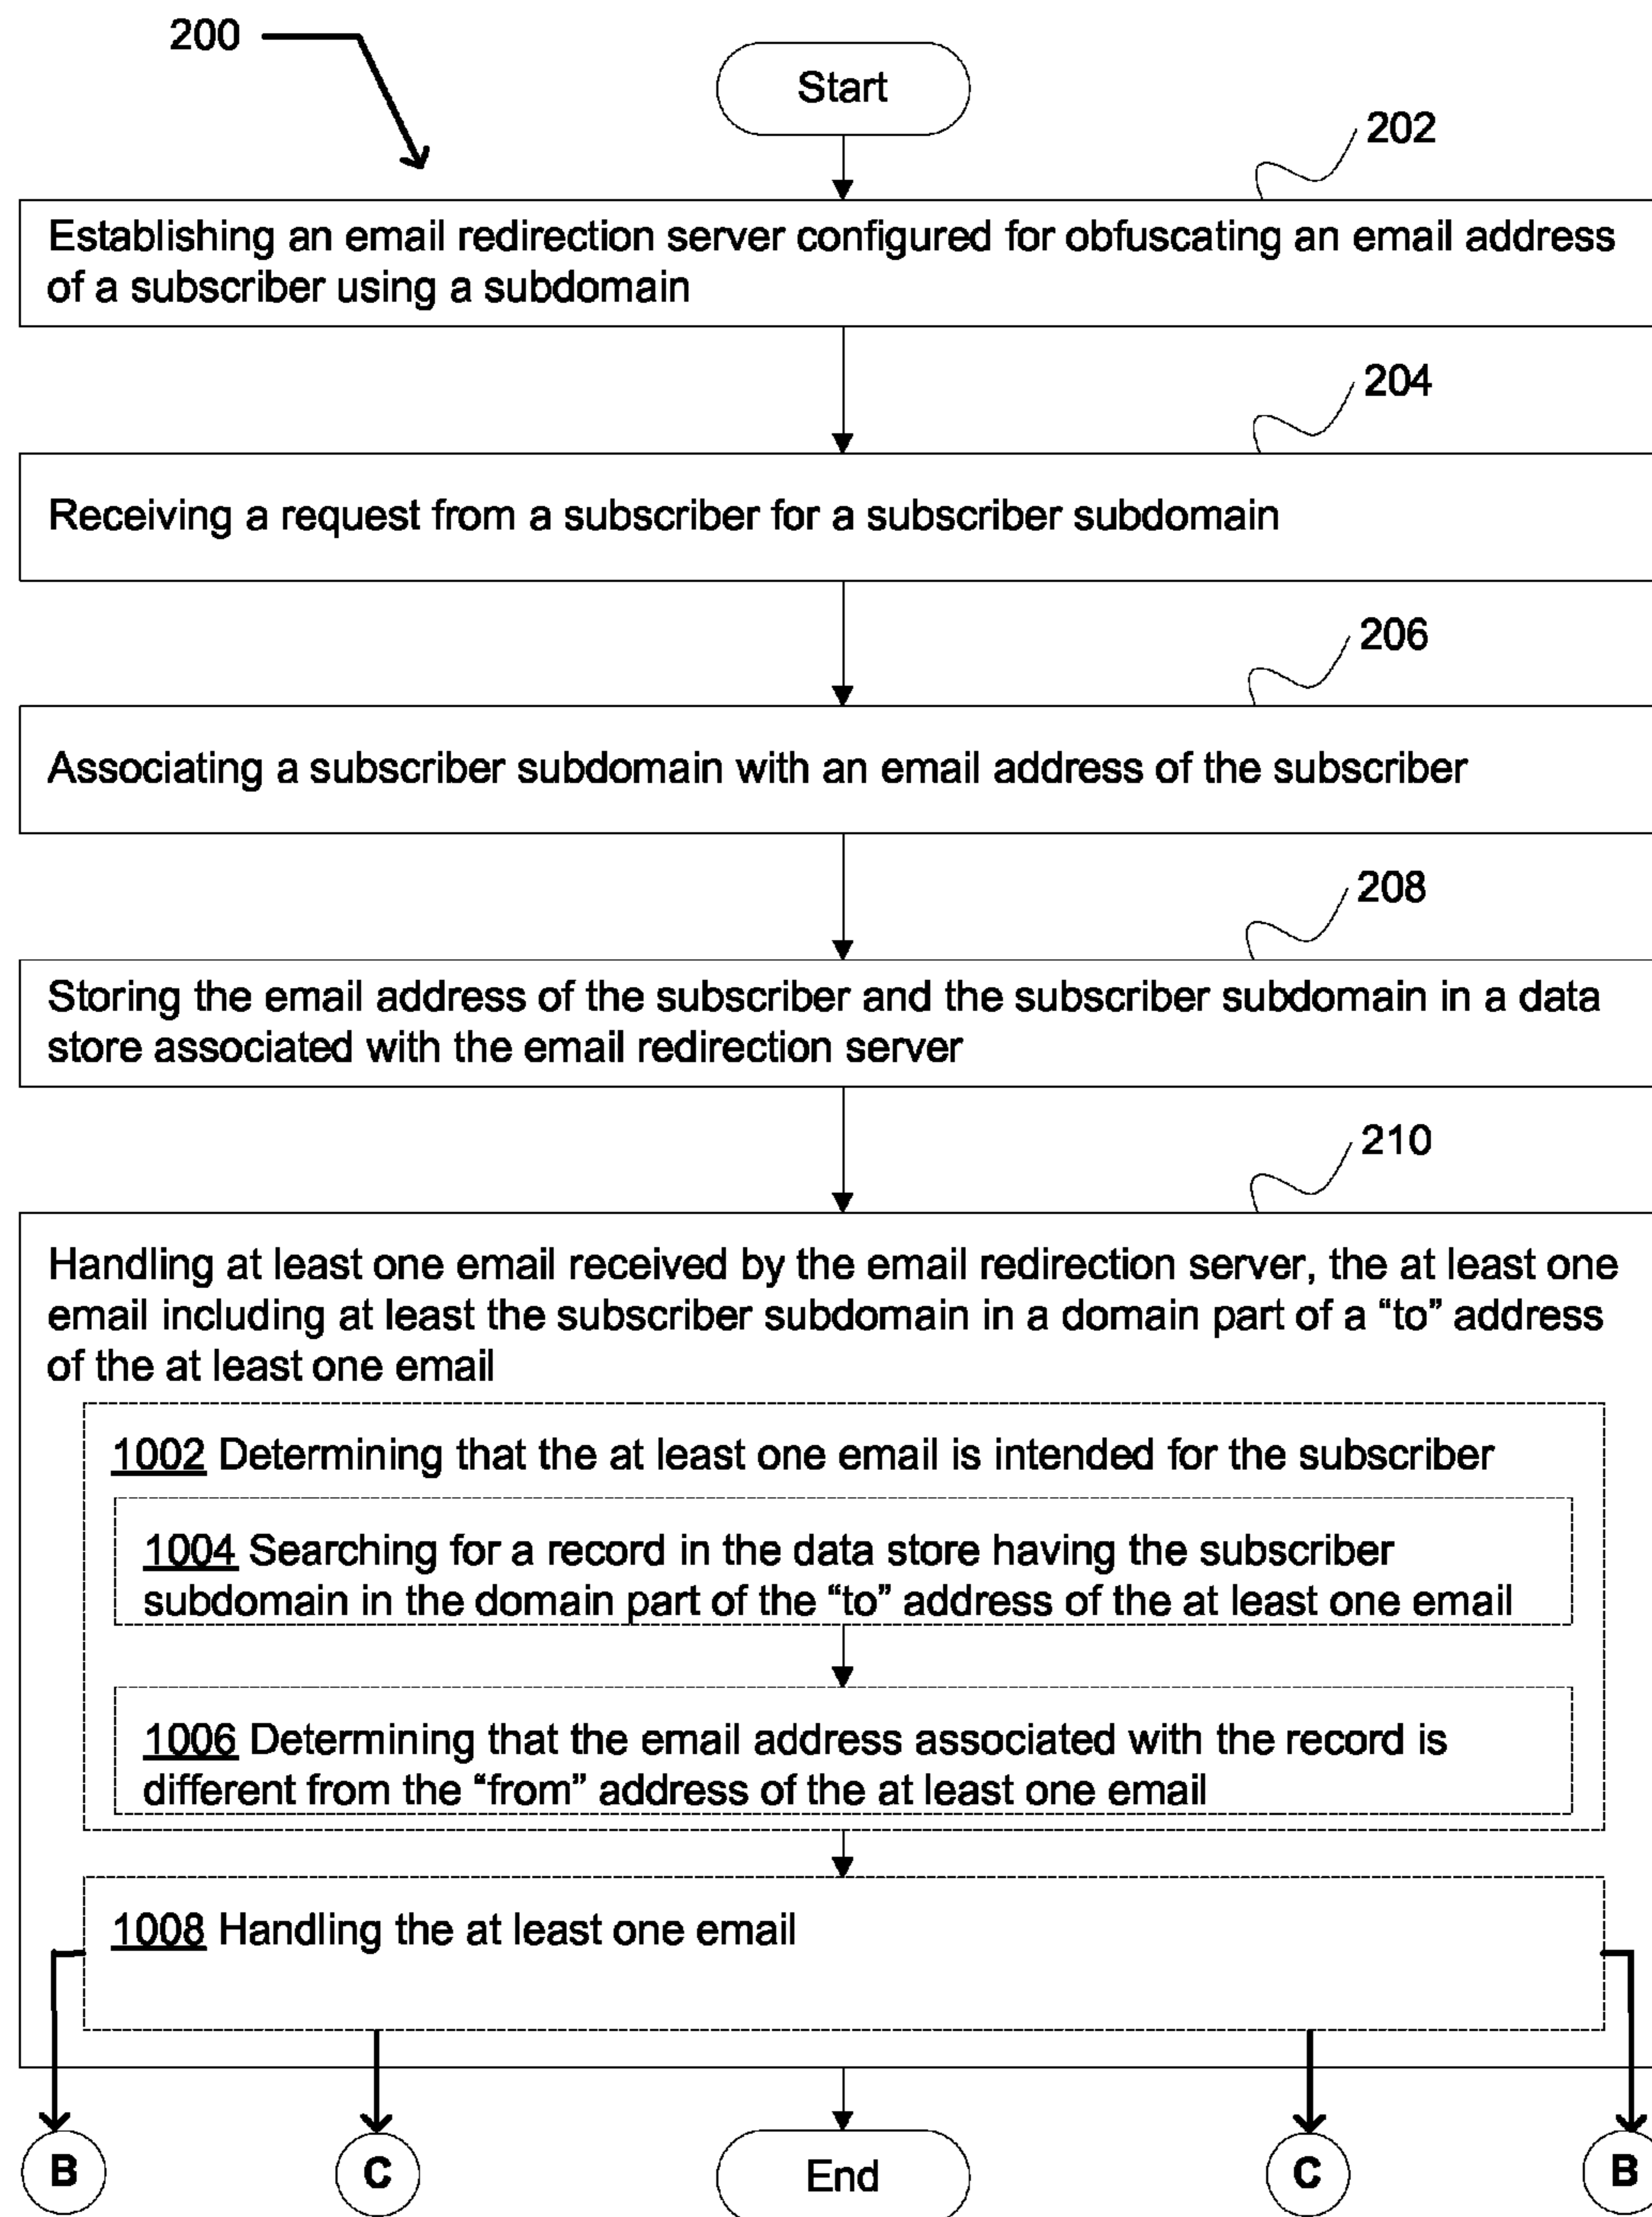 200
Start
202
Establishing an email redirection server configured for obfuscating an email address
of a subscriber using a subdomain
204
Receiving a request from a subscriber for a subscriber subdomain
206
Associating a subscriber subdomain with an email address of the subscriber
208
Storing the email address of the subscriber and the subscriber subdomain in a data
store associated with the email redirection server
210
Handling at least one email received by the email redirection server, the at least one
email including at least the subscriber subdomain in a domain part of a “to” address
of the at least one email
1002 Determining that the at least one email is intended for the subscriber
1004 Searching for a record in the data store having the subscriber
subdomain in the domain part of the “to” address of the at least one email
1006 Determining that the email address associated with the record is
different from the “from” address of the at least one email
1008 Handling the at least one email
B
C
End
C
B